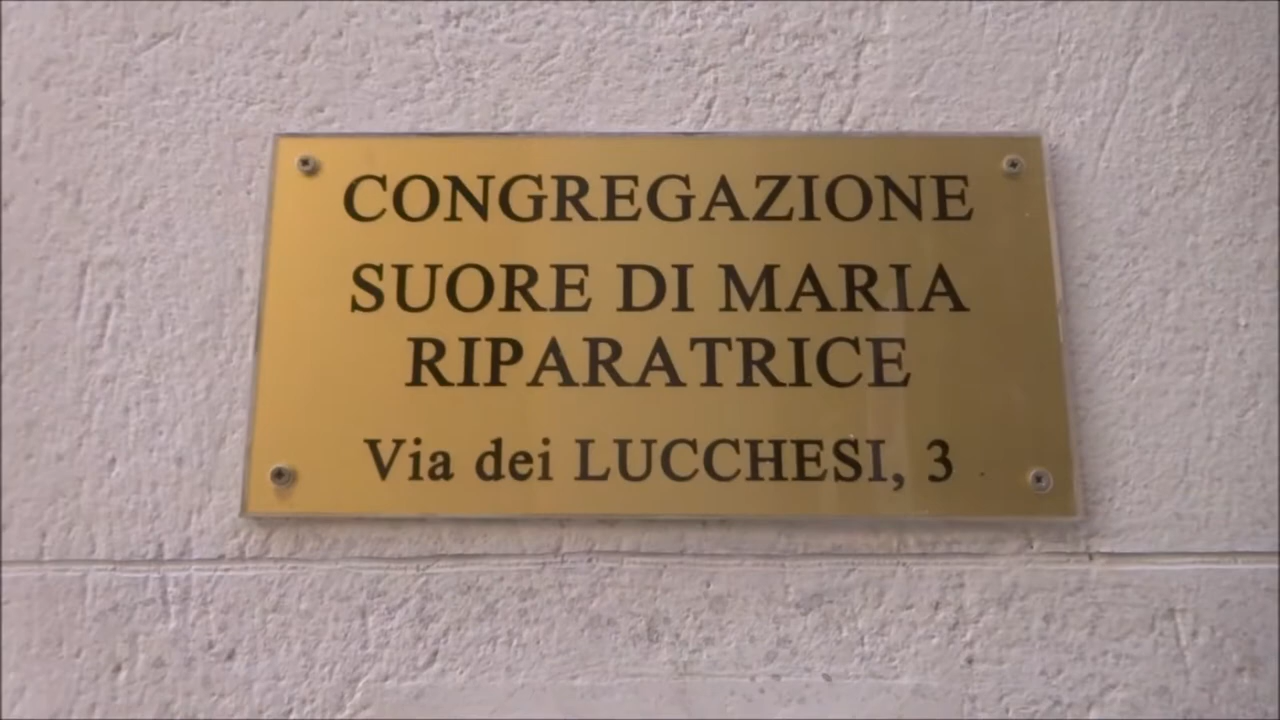 CONGREGAZIONE
SUORE DI MARIA
RIPARATRICE
Via dei LUCCHESI, 3